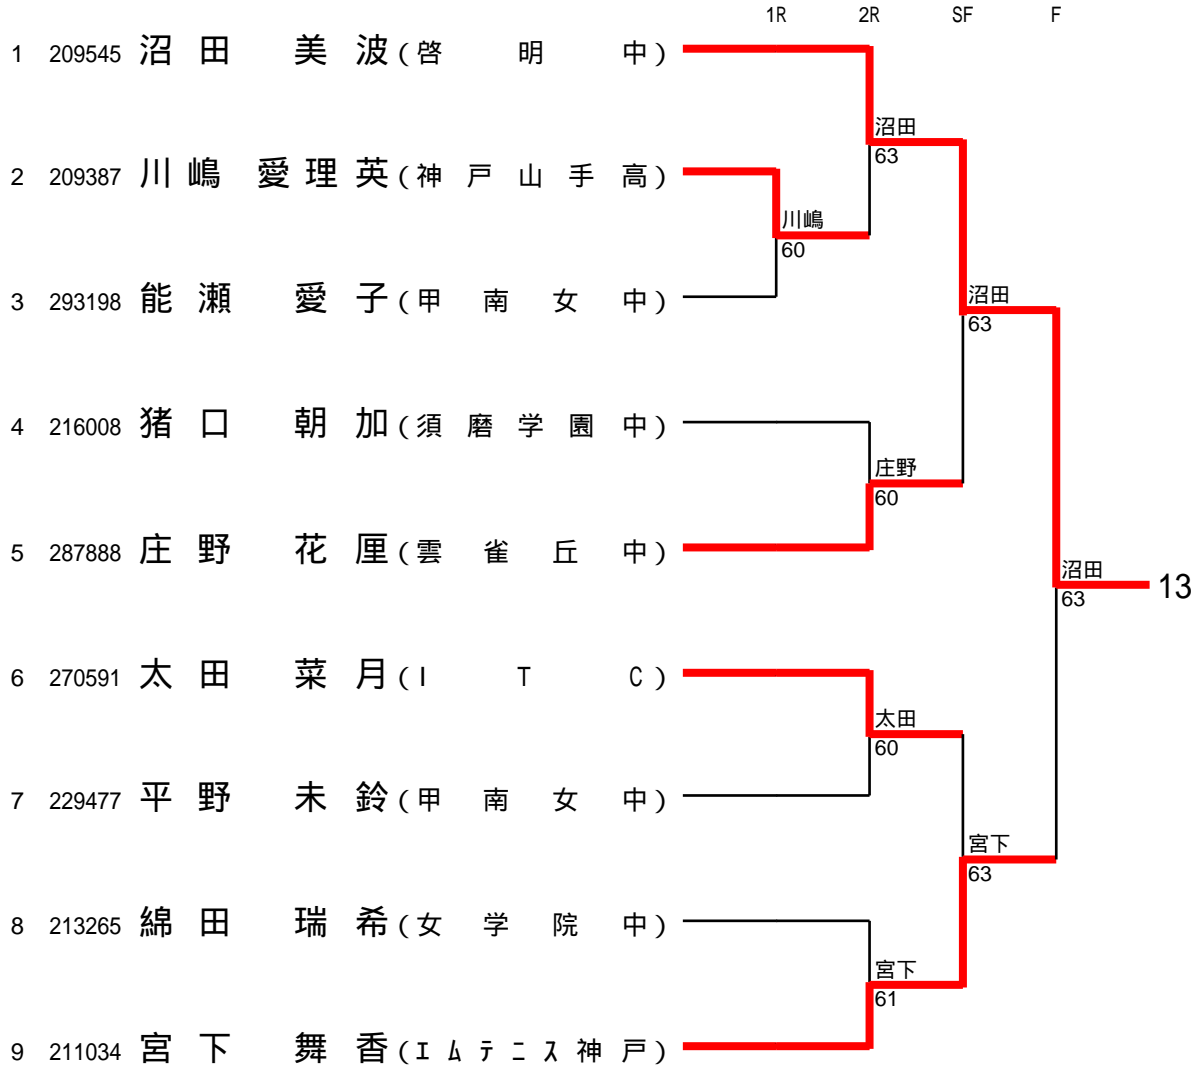 1R 2R SF F
1 209545 沼田 美波 (啓明中)
沼田
63
2 209387 川嶋 愛理英 (神戸山手高)
川嶋
60
3 293198 能瀬 愛子 (甲南女中)
沼田
63
4 216008 猪口 朝加 (須磨学園中)
庄野
60
5 287888 庄野 花厘 (雲雀丘中)
沼田
63
13
6 270591 太田 菜月 (ITC)
太田
60
7 229477 平野 未鈴 (甲南女中)
宮下
63
8 213265 綿田 瑞希 (女学院中)
宮下
61
9 211034 宮下 舞香 (エムテニス神戸)